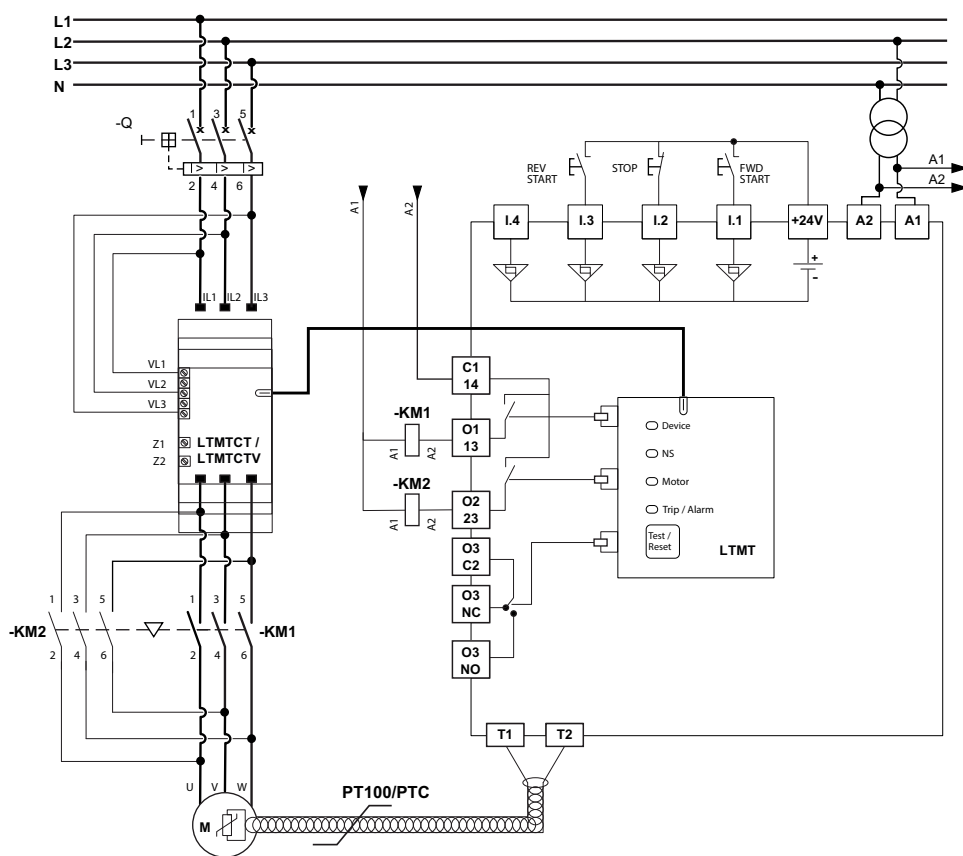 L1
L2
L3
N
-Q
1 3 5
I> I> I>
2 4 6
A1
A2
A1
A2
REV
START
STOP
FWD
START
I.4
I.3
I.2
I.1
+24V
A2
A1
+
-
IL1
IL2
IL3
VL1
VL2
VL3
Z1
Z2
LTMTCT /
LTMTCTV
C1
14
-KM1
A1
A2
O1
13
-KM2
A1
A2
O2
23
O3
C2
O3
NC
O3
NO
Device
NS
Motor
Trip / Alarm
Test /
Reset
LTMT
1 3 5
-KM2
2 4 6
1 3 5
-KM1
2 4 6
T1
T2
U V W
M
PT100/PTC